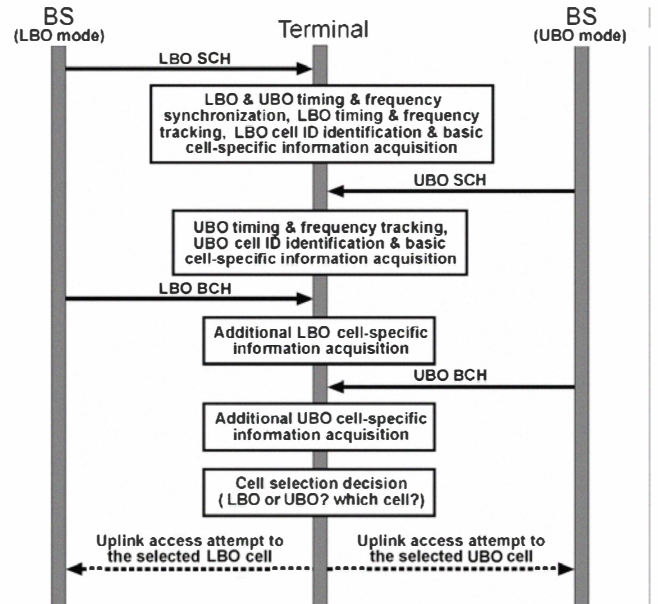 BS
(LBO mode)
Terminal
BS
(UBO mode)
LBO SCH
LBO & UBO timing & frequency
synchronization, LBO timing & frequency
tracking, LBO cell ID identification & basic
cell-specific information acquisition
UBO SCH
UBO timing & frequency tracking,
UBO cell ID identification & basic
cell-specific information acquisition
LBO BCH
Additional LBO cell-specific
information acquisition
UBO BCH
Additional UBO cell-specific
information acquisition
Cell selection decision
( LBO or UBO? which cell?)
Uplink access attempt to
the selected LBO cell
Uplink access attempt to
the selected UBO cell